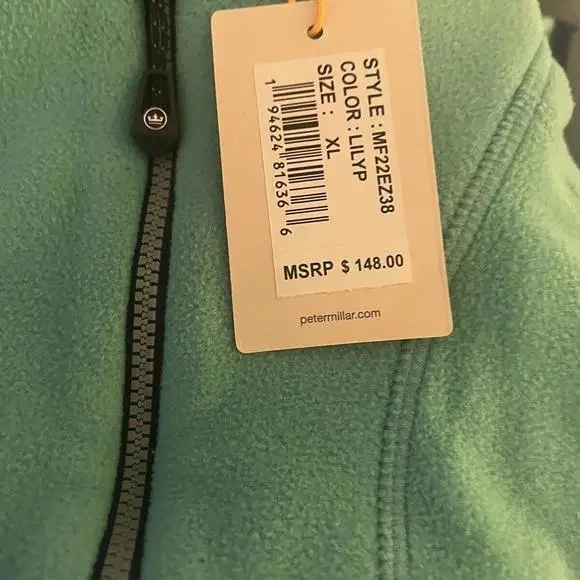 STYLE : MF22EZ38
COLOR : LILYP
SIZE : XL
1 94624 81636 6
MSRP $ 148.00
petermillar.com